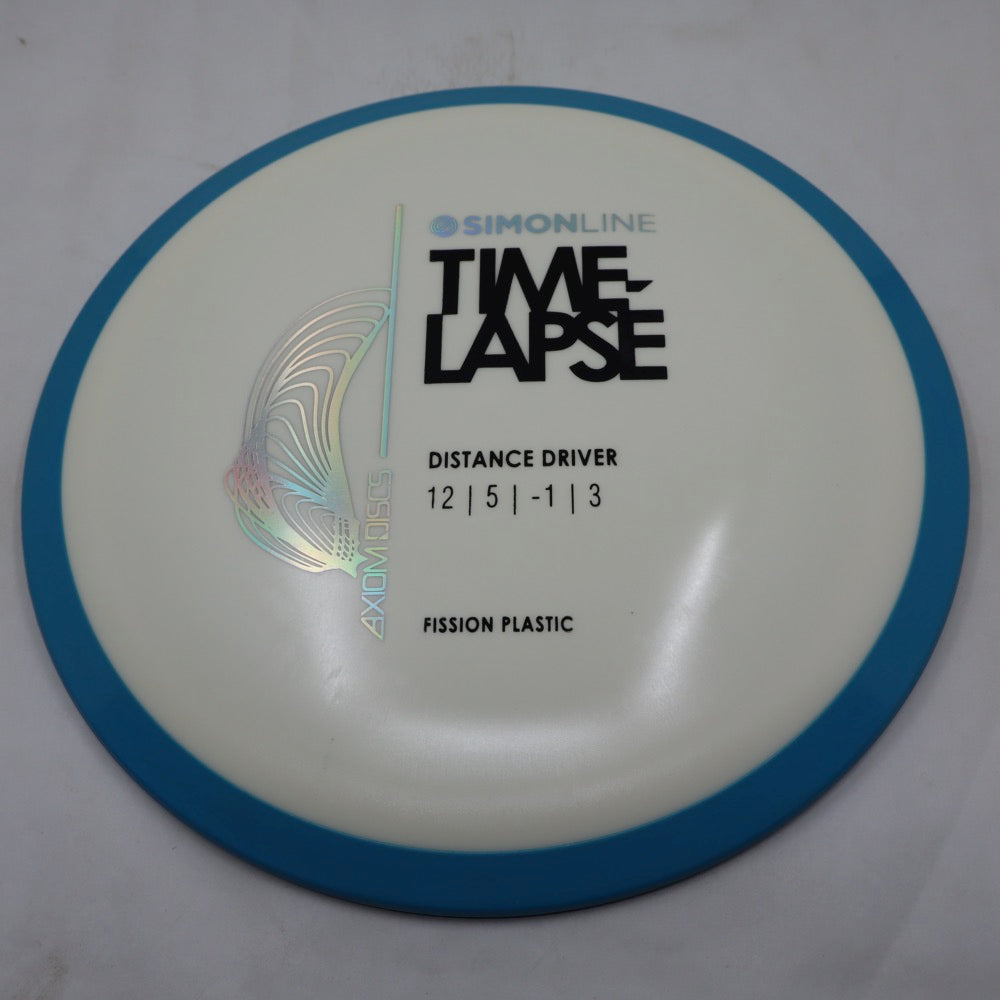 SIMONLINE
TIME-
LAPSE
DISTANCE DRIVER
12 | 5 | -1 | 3
FISSION PLASTIC
AXIOM DISCS